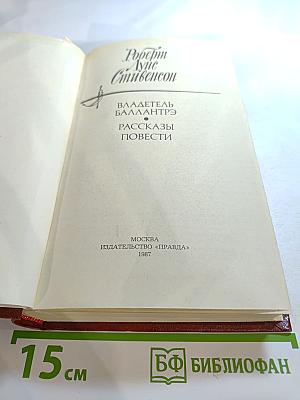 Роберт
Луис
Стивенсон
ВЛАДЕТЕЛЬ
БАЛЛАНТРЭ
•
РАССКАЗЫ
ПОВЕСТИ
МОСКВА
ИЗДАТЕЛЬСТВО «ПРАВДА»
1987
15 см
БФ БИБЛИОФАН